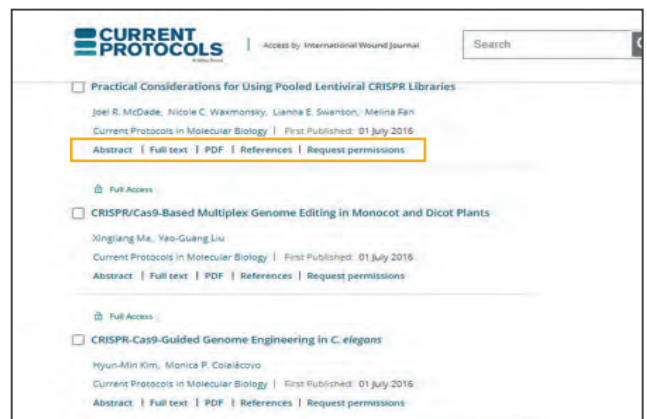 CURRENT
PROTOCOLS
A Wiley Brand
Access by International Wound Journal
Search
Practical Considerations for Using Pooled Lentiviral CRISPR Libraries
Joel R. McDade, Nicole C. Waxmonsky, Lianna E. Swanson, Melina Fan
Current Protocols in Molecular Biology | First Published: 01 July 2016
Abstract | Full text | PDF | References | Request permissions
Full Access
CRISPR/Cas9-Based Multiplex Genome Editing in Monocot and Dicot Plants
Xingliang Ma, Yao-Guang Liu
Current Protocols in Molecular Biology | First Published: 01 July 2016
Abstract | Full text | PDF | References | Request permissions
Full Access
CRISPR-Cas9-Guided Genome Engineering in C. elegans
Hyun-Min Kim, Monica P. Colaiácovo
Current Protocols in Molecular Biology | First Published: 01 July 2016
Abstract | Full text | PDF | References | Request permissions